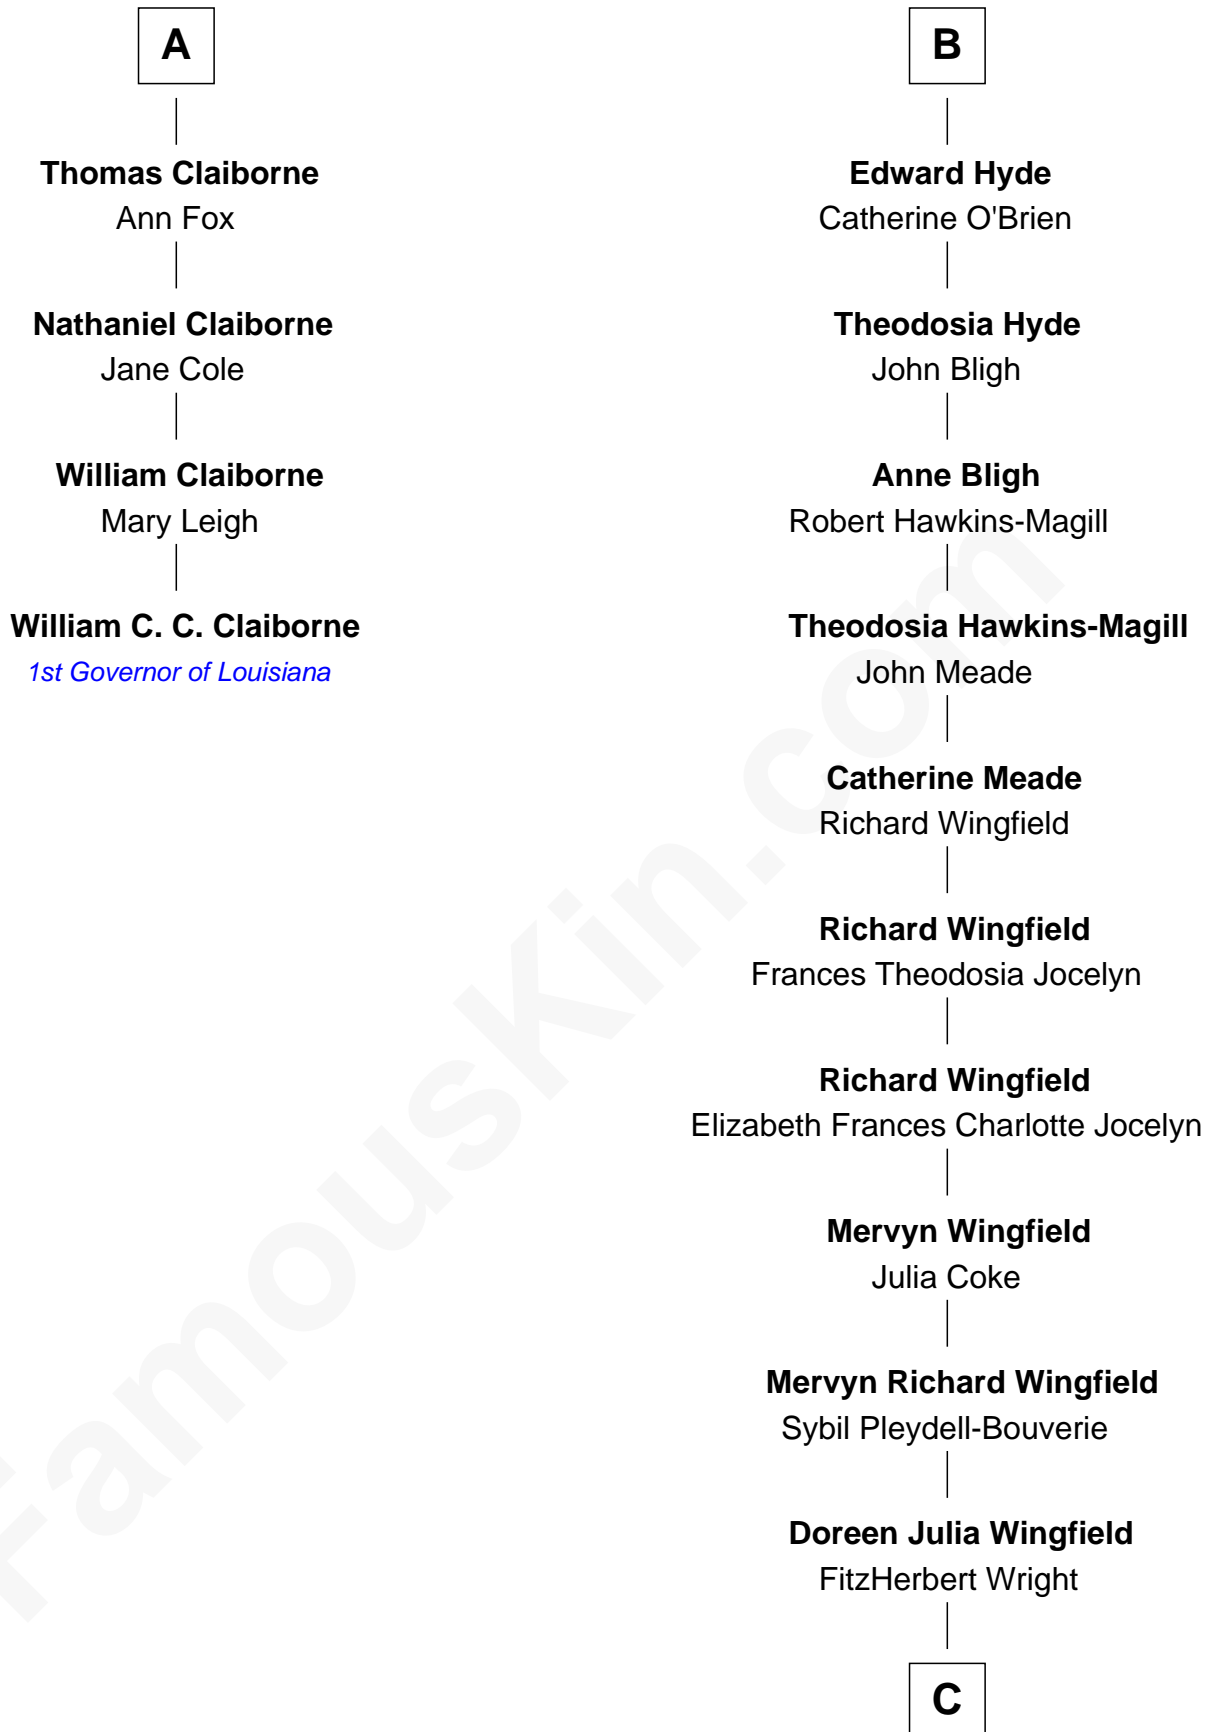 A
Thomas Claiborne
Ann Fox
Nathaniel Claiborne
Jane Cole
William Claiborne
Mary Leigh
William C. C. Claiborne
1st Governor of Louisiana
B
Edward Hyde
Catherine O'Brien
Theodosia Hyde
John Bligh
Anne Bligh
Robert Hawkins-Magill
Theodosia Hawkins-Magill
John Meade
Catherine Meade
Richard Wingfield
Richard Wingfield
Frances Theodosia Jocelyn
Richard Wingfield
Elizabeth Frances Charlotte Jocelyn
Mervyn Wingfield
Julia Coke
Mervyn Richard Wingfield
Sybil Pleydell-Bouverie
Doreen Julia Wingfield
FitzHerbert Wright
C
FamousKin.com